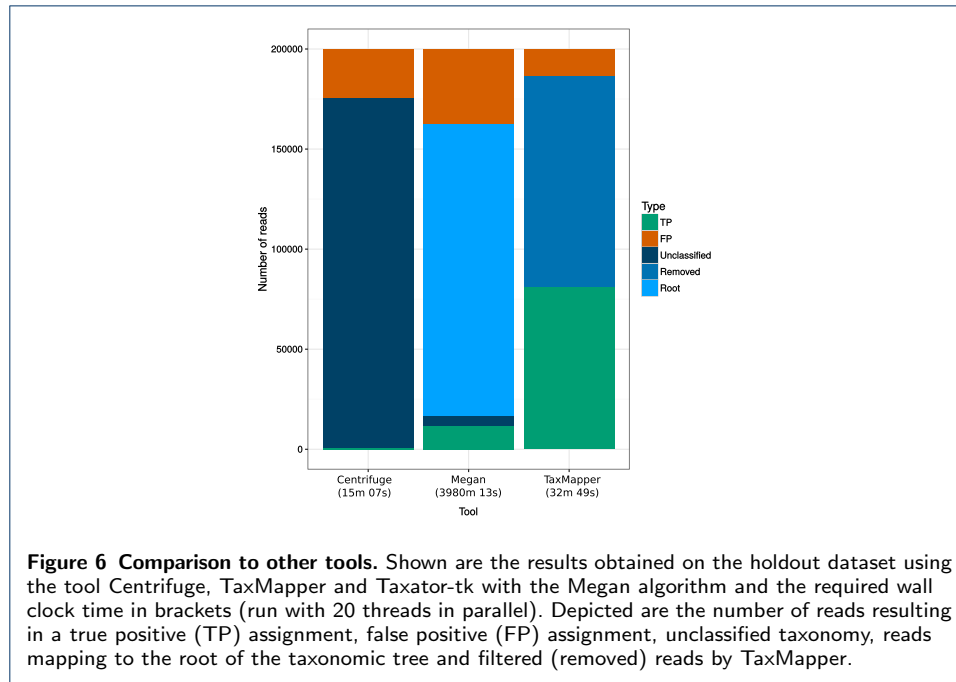 200000
150000
100000
50000
0
Number of reads
Centrifuge
(15m 07s)
Megan
(3980m 13s)
TaxMapper
(32m 49s)
Tool
Type
TP
FP
Unclassified
Removed
Root
Figure 6 Comparison to other tools. Shown are the results obtained on the holdout dataset using
the tool Centrifuge, TaxMapper and Taxator-tk with the Megan algorithm and the required wall
clock time in brackets (run with 20 threads in parallel). Depicted are the number of reads resulting
in a true positive (TP) assignment, false positive (FP) assignment, unclassified taxonomy, reads
mapping to the root of the taxonomic tree and filtered (removed) reads by TaxMapper.